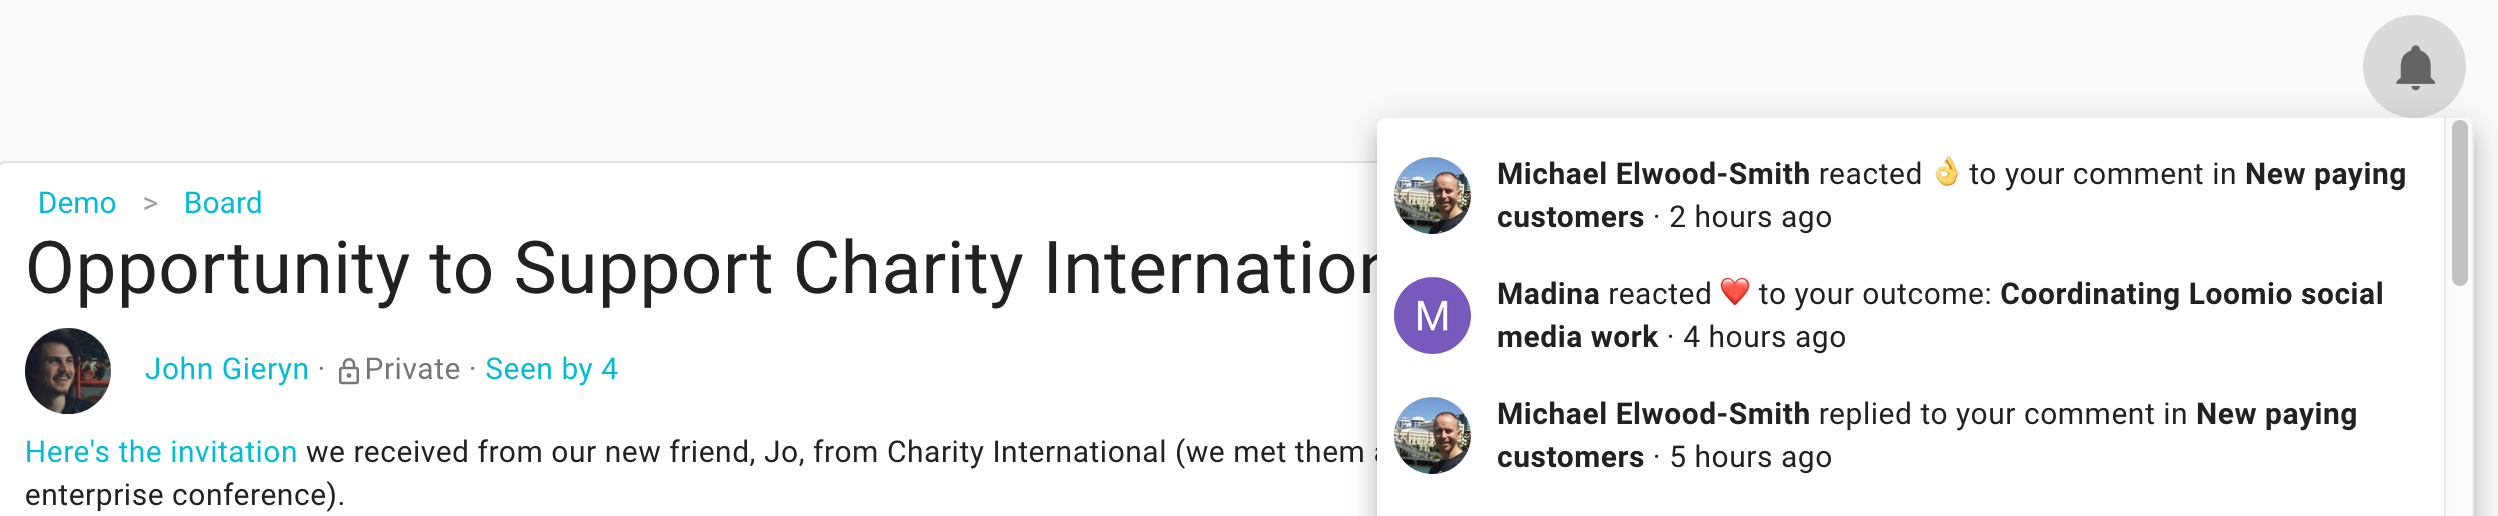 Demo > Board
Opportunity to Support Charity Internation
John Gieryn · Private · Seen by 4
Here's the invitation we received from our new friend, Jo, from Charity International (we met them
enterprise conference).
Michael Elwood-Smith reacted 👌 to your comment in New paying
customers · 2 hours ago
M
Madina reacted ❤️ to your outcome: Coordinating Loomio social
media work · 4 hours ago
Michael Elwood-Smith replied to your comment in New paying
customers · 5 hours ago